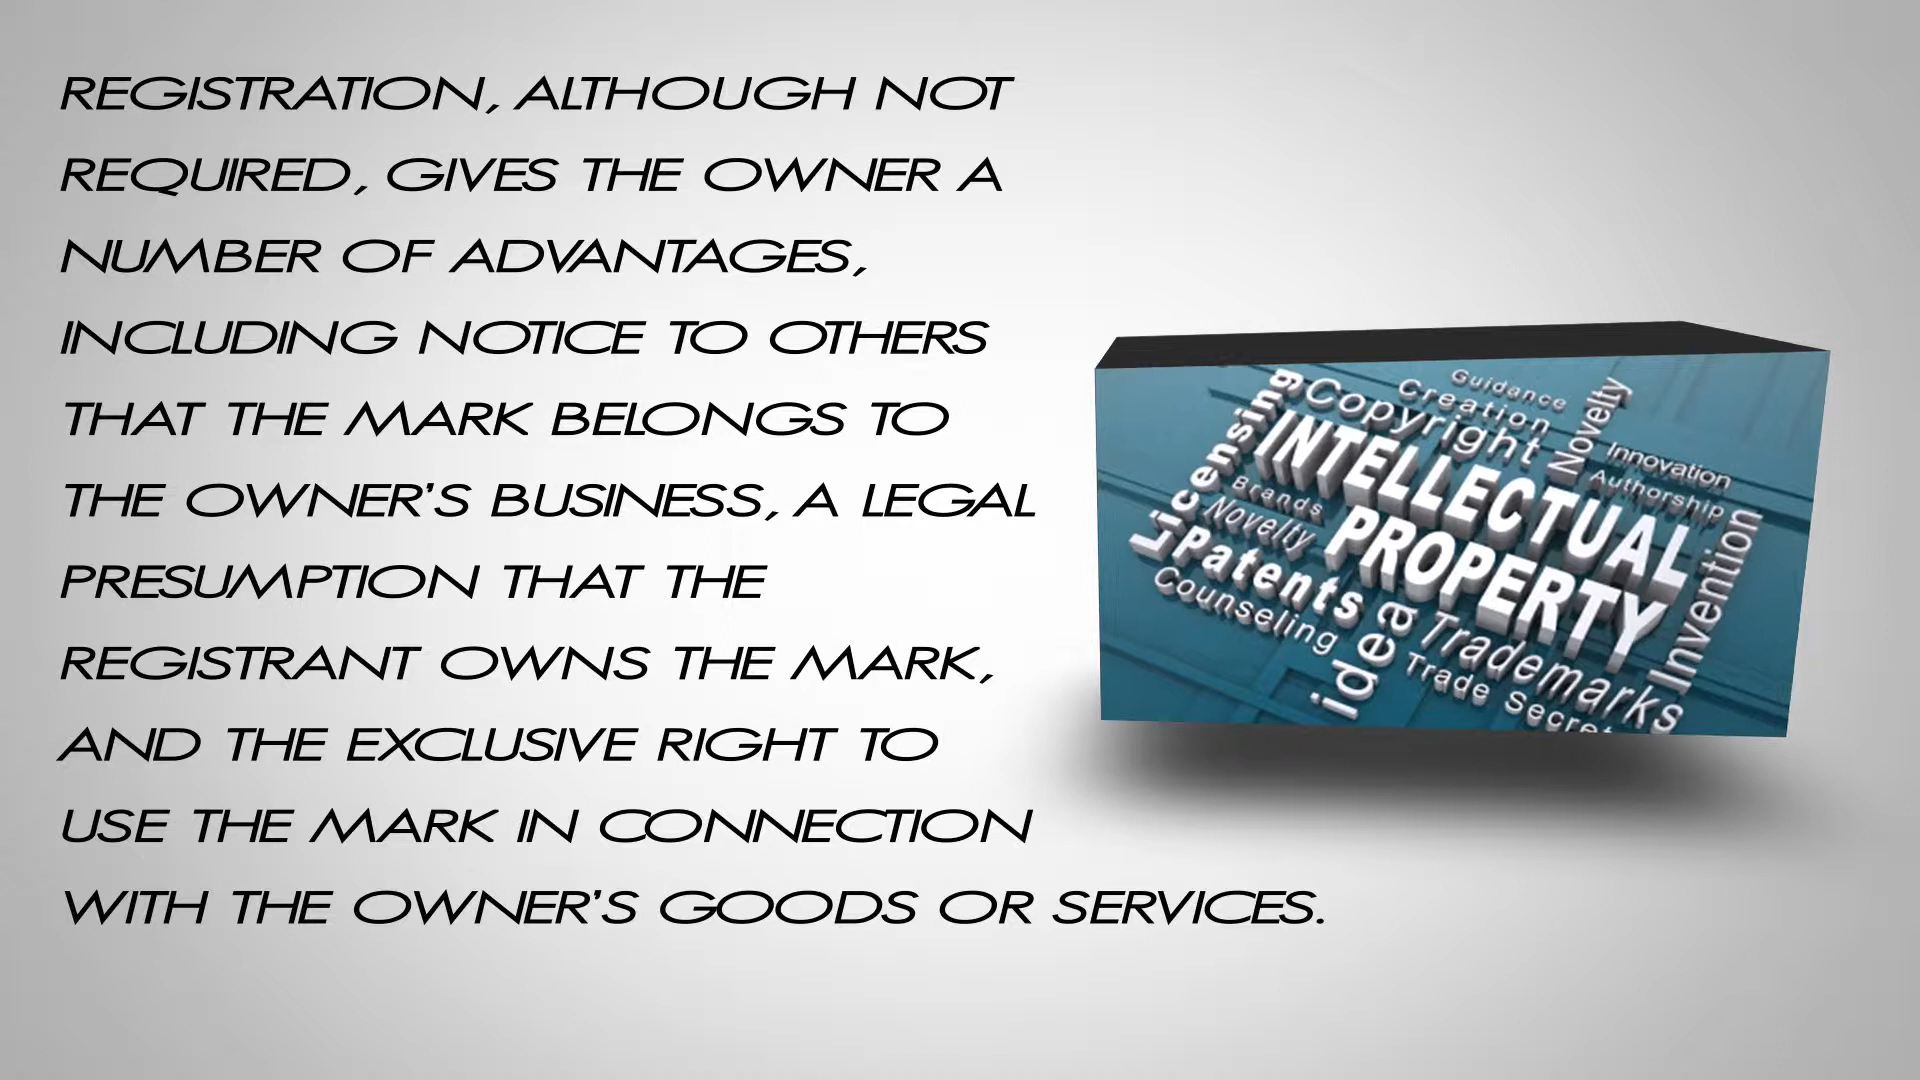 REGISTRATION, ALTHOUGH NOT
REQUIRED, GIVES THE OWNER A
NUMBER OF ADVANTAGES,
INCLUDING NOTICE TO OTHERS
THAT THE MARK BELONGS TO
THE OWNER'S BUSINESS, A LEGAL
PRESUMPTION THAT THE
REGISTRANT OWNS THE MARK,
AND THE EXCLUSIVE RIGHT TO
USE THE MARK IN CONNECTION
WITH THE OWNER'S GOODS OR SERVICES.
Guidance
Creation
Copyright
Novelty
Licensing
INTELLECTUAL
Innovation
Authorship
Brands
Novelty
PROPERTY
Patents
Counseling
idea
Trademarks
Trade Secret
Invention